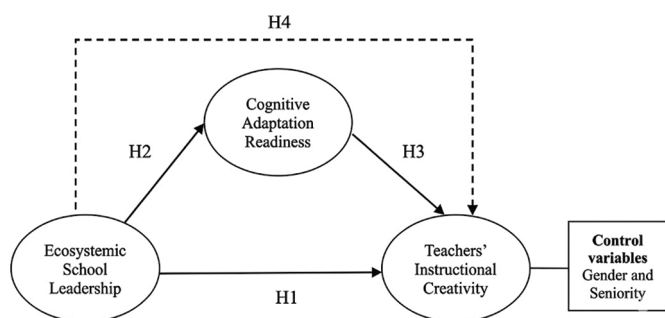 H4
Cognitive
Adaptation
Readiness
H2
H3
Ecosystemic
School
Leadership
Teachers'
Instructional
Creativity
Control
variables
Gender and
Seniority
H1